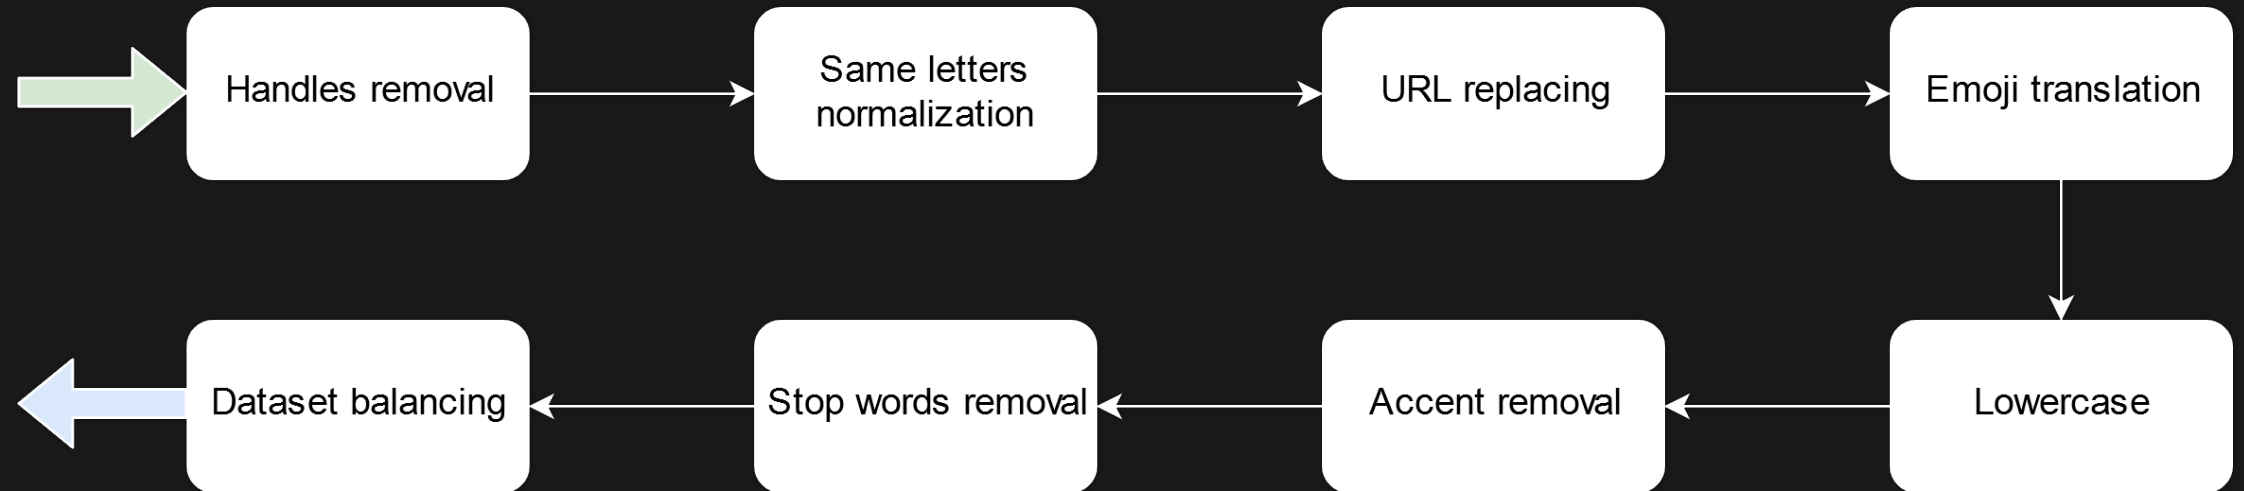 Handles removal
Same letters
normalization
URL replacing
Emoji translation
Dataset balancing
Stop words removal
Accent removal
Lowercase